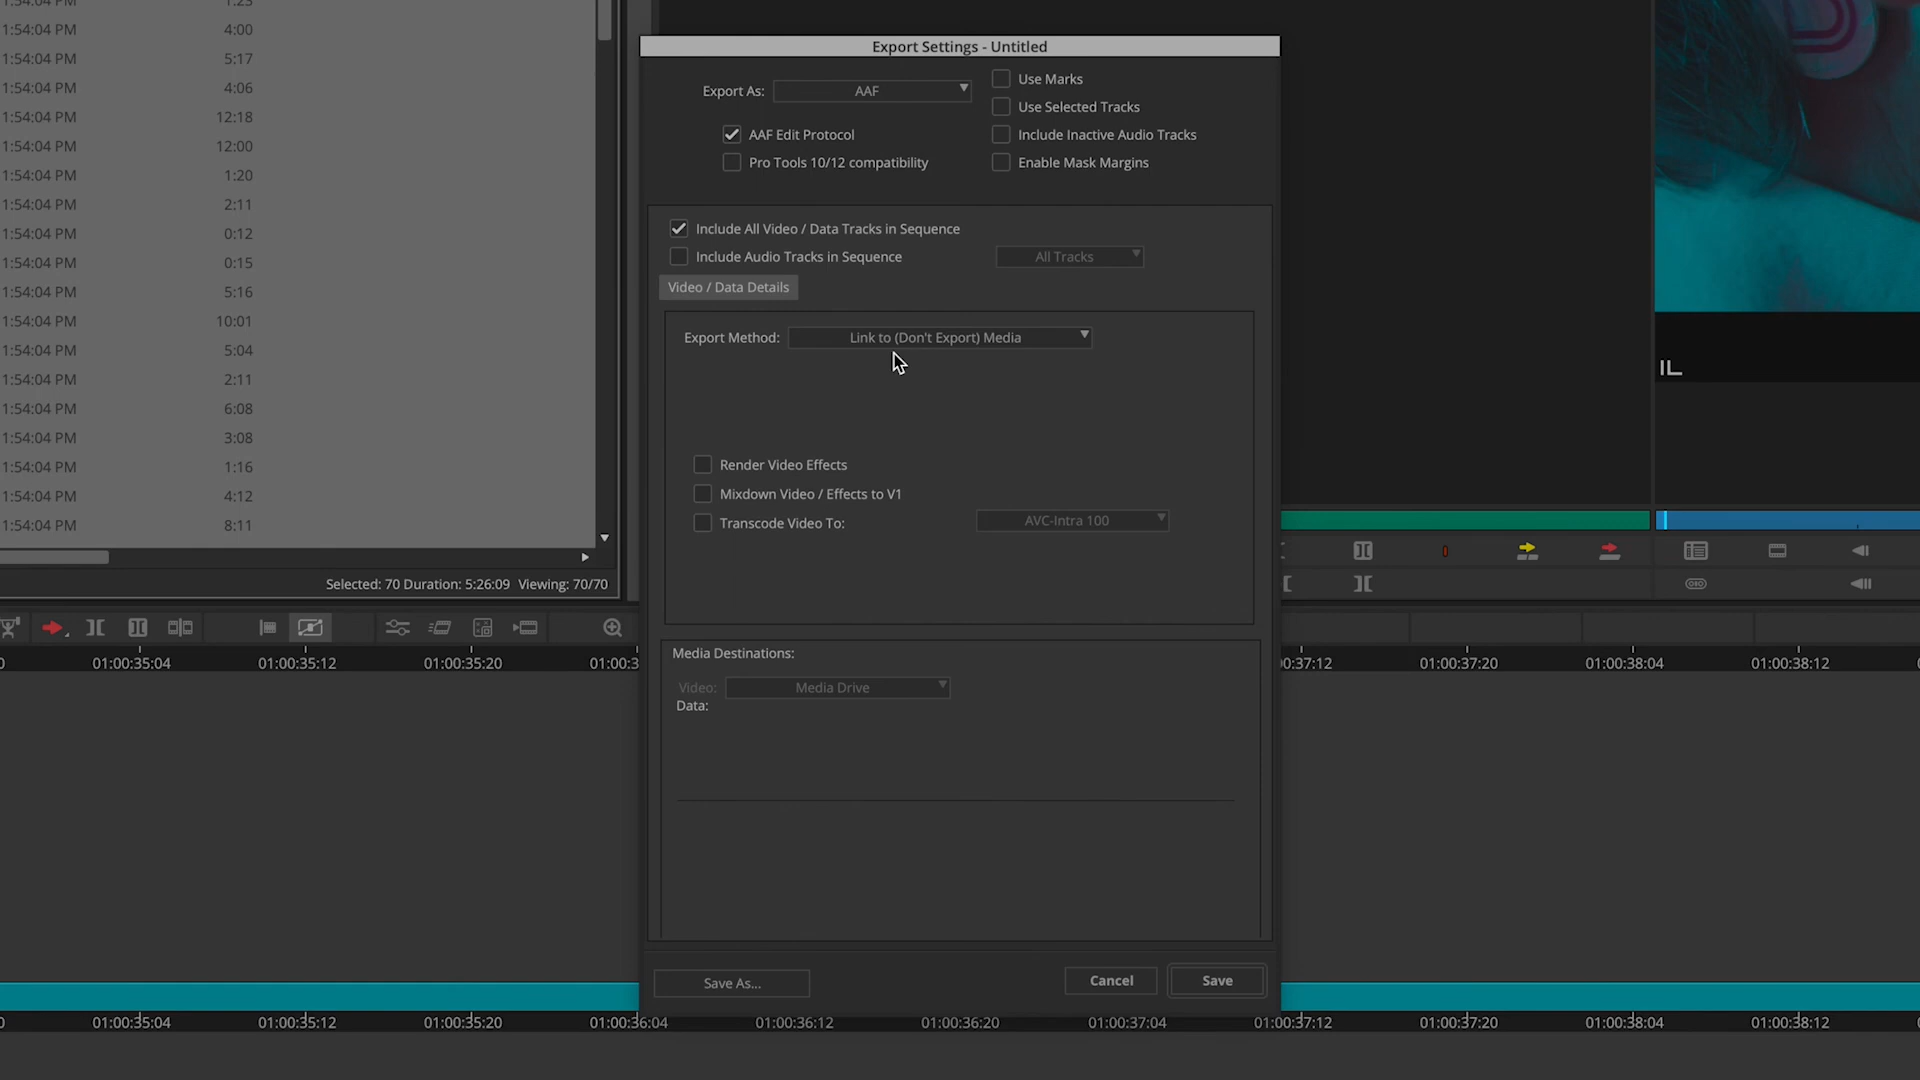 1:54:04 PM 1:23
1:54:04 PM 4:00
1:54:04 PM 5:17
1:54:04 PM 4:06
1:54:04 PM 12:18
1:54:04 PM 12:00
1:54:04 PM 1:20
1:54:04 PM 2:11
1:54:04 PM 0:12
1:54:04 PM 0:15
1:54:04 PM 5:16
1:54:04 PM 10:01
1:54:04 PM 5:04
1:54:04 PM 2:11
1:54:04 PM 6:08
1:54:04 PM 3:08
1:54:04 PM 1:16
1:54:04 PM 4:12
1:54:04 PM 8:11
Selected: 70 Duration: 5:26:09 Viewing: 70/70
Export Settings - Untitled
Export As: AAF
Use Marks
Use Selected Tracks
AAF Edit Protocol
Include Inactive Audio Tracks
Pro Tools 10/12 compatibility
Enable Mask Margins
Include All Video / Data Tracks in Sequence
Include Audio Tracks in Sequence
All Tracks
Video / Data Details
Export Method: Link to (Don't Export) Media
Render Video Effects
Mixdown Video / Effects to V1
Transcode Video To: AVC-Intra 100
Media Destinations:
Video: Media Drive
Data:
Save As...
Cancel
Save
IL
0 01:00:35:04 01:00:35:12 01:00:35:20 01:00:3
0:37:12 01:00:37:20 01:00:38:04 01:00:38:12
0 01:00:35:04 01:00:35:12 01:00:35:20 01:00:36:04 01:00:36:12 01:00:36:20 01:00:37:04 01:00:37:12 01:00:37:20 01:00:38:04 01:00:38:12